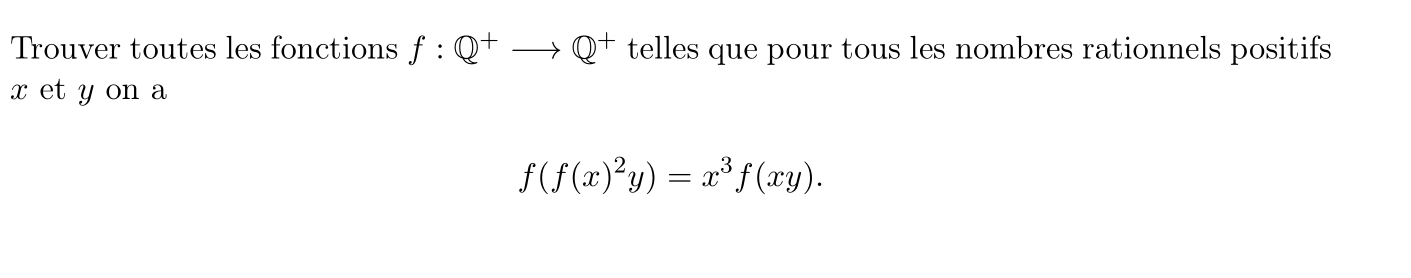 Trouver toutes les fonctions f : ℚ⁺ ⟶ ℚ⁺ telles que pour tous les nombres rationnels positifs
x et y on a
f(f(x)²y) = x³f(xy).